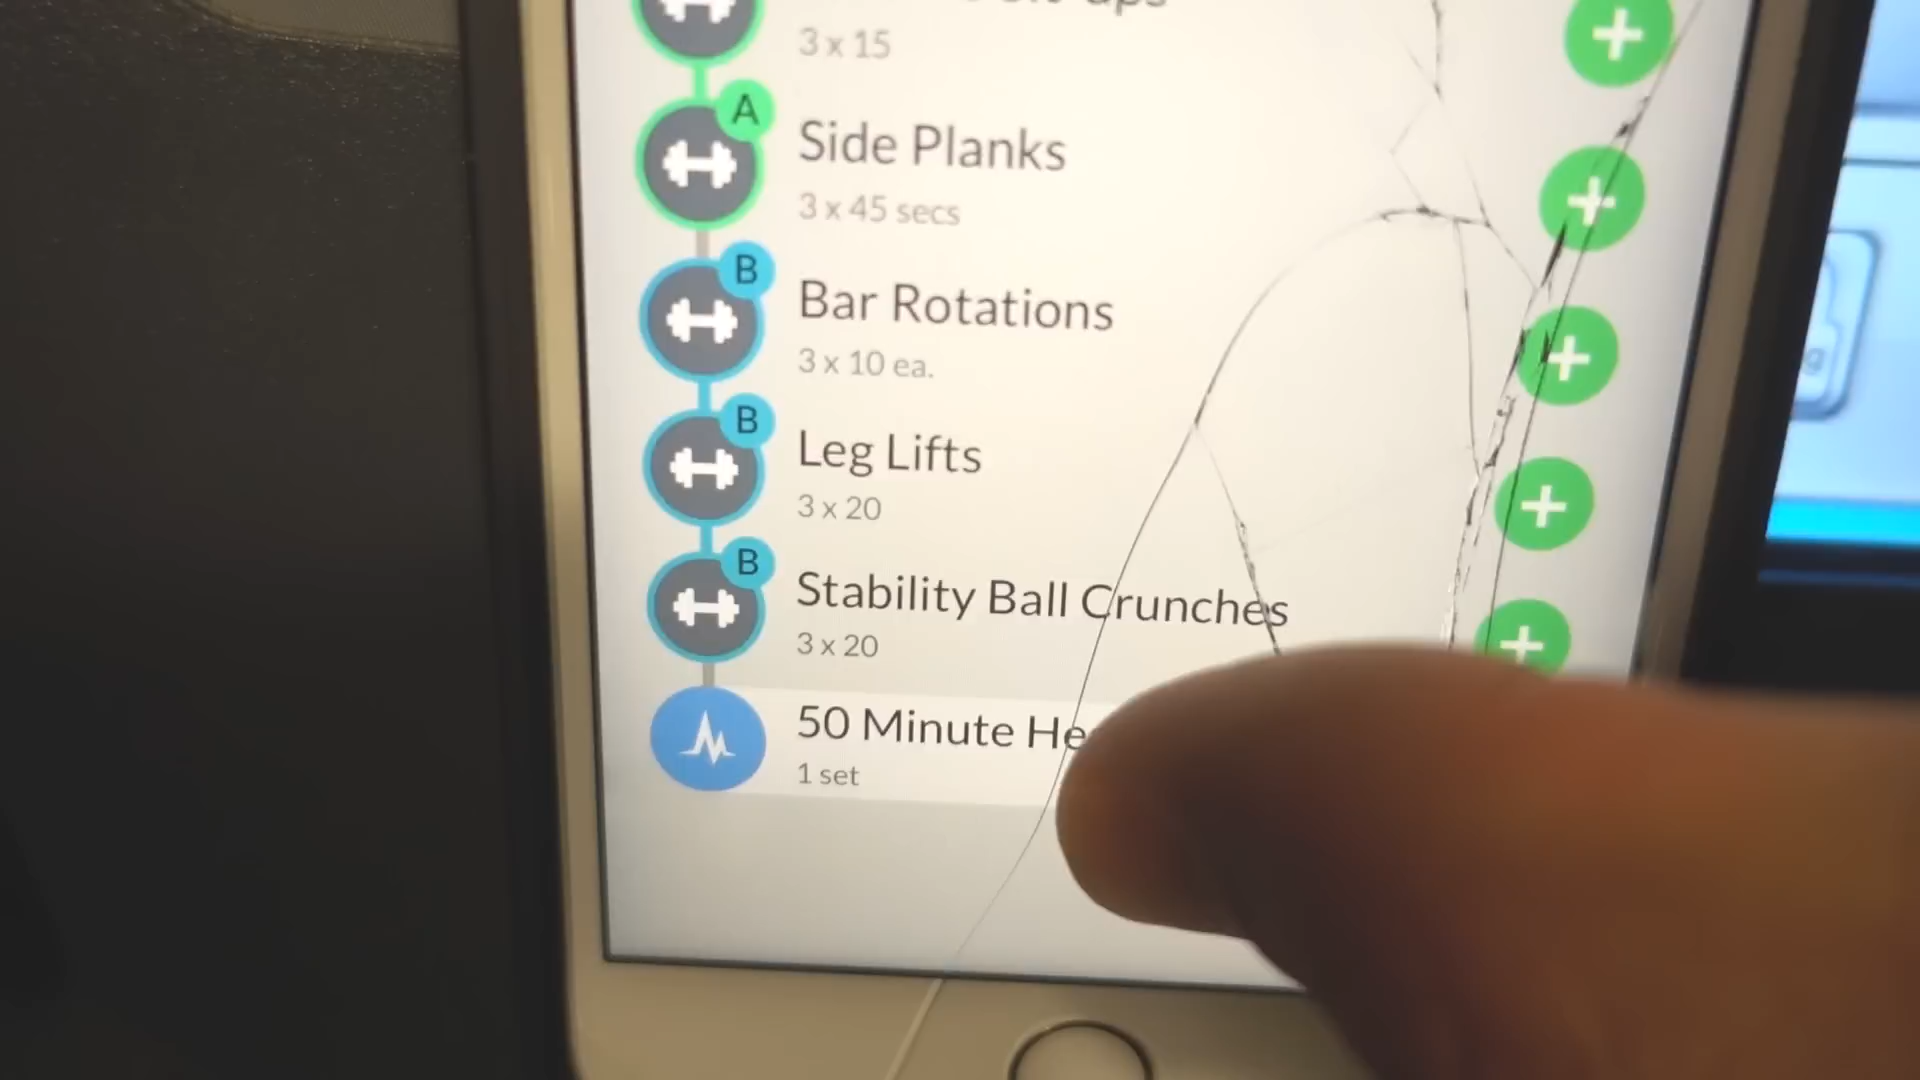 3 x 15
A
Side Planks
3 x 45 secs
B
Bar Rotations
3 x 10 ea.
B
Leg Lifts
3 x 20
B
Stability Ball Crunches
3 x 20
50 Minute
1 set